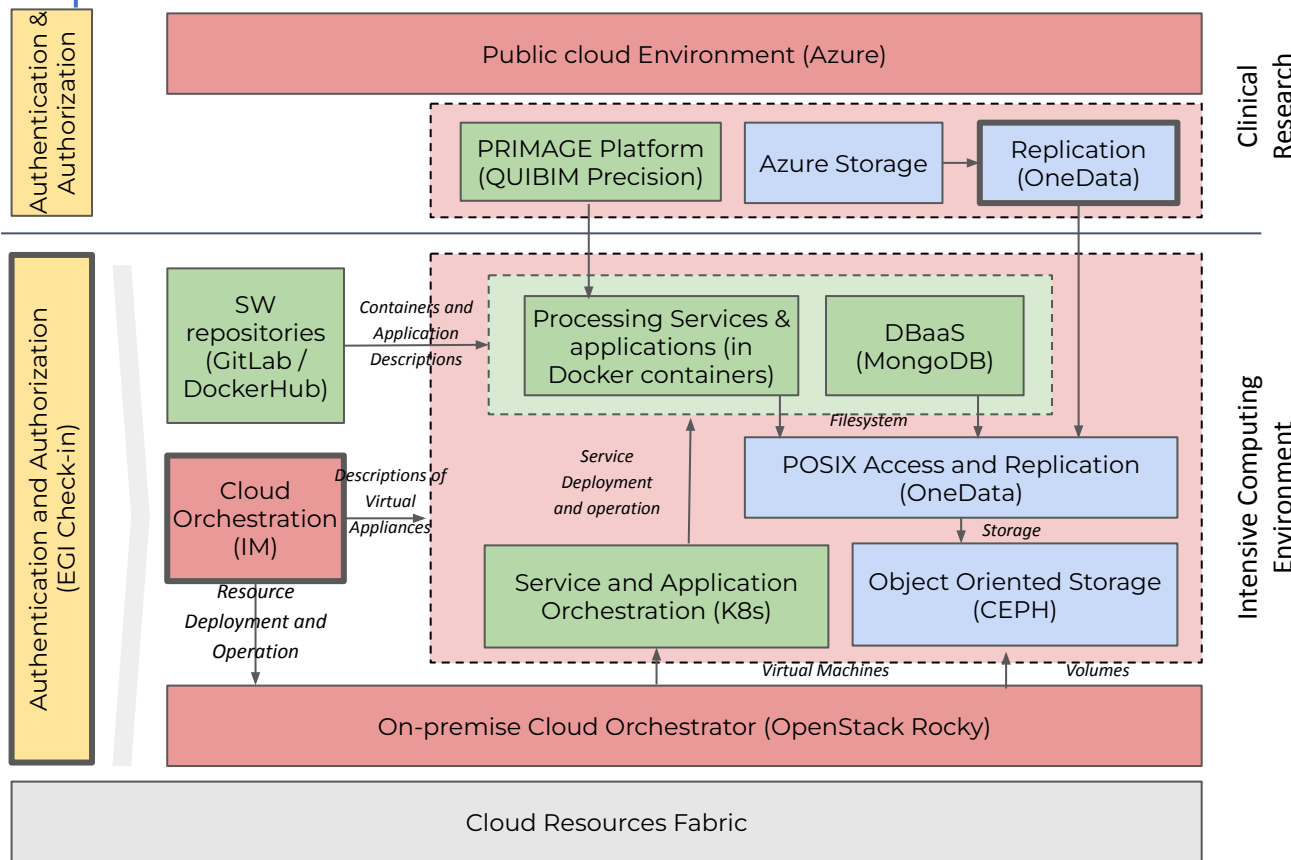 Authentication &
Authorization
Public cloud Environment (Azure)
Clinical
Research
PRIMAGE Platform
(QUIBIM Precision)
Azure Storage
Replication
(OneData)
Authentication and Authorization
(EGI Check-in)
SW
repositories
(GitLab /
DockerHub)
Containers and
Application
Descriptions
Processing Services &
applications (in
Docker containers)
DBaaS
(MongoDB)
Filesystem
Intensive Computing
Environment
Cloud
Orchestration
(IM)
Descriptions of
Virtual
Appliances
Service
Deployment
and operation
POSIX Access and Replication
(OneData)
Storage
Service and Application
Orchestration (K8s)
Object Oriented Storage
(CEPH)
Resource
Deployment and
Operation
Virtual Machines
Volumes
On-premise Cloud Orchestrator (OpenStack Rocky)
Cloud Resources Fabric